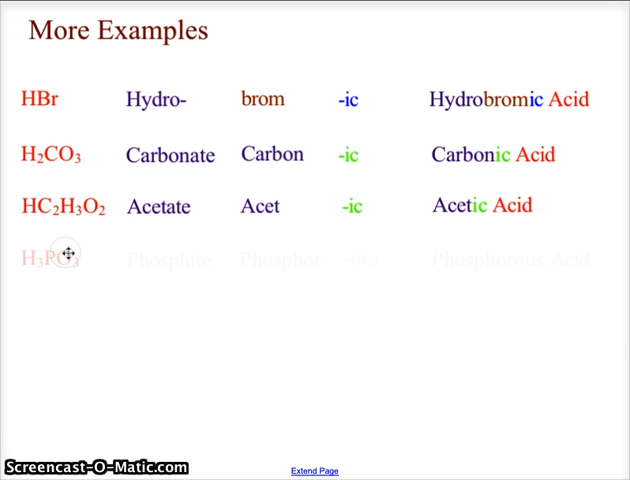 More Examples
HBr Hydro- brom -ic Hydrobromic Acid
H₂CO₃ Carbonate Carbon -ic Carbonic Acid
HC₂H₃O₂ Acetate Acet -ic Acetic Acid
H₃PO₃ Phosphite Phosphor -ous Phosphorous Acid
Screencast-O-Matic.com
Extend Page